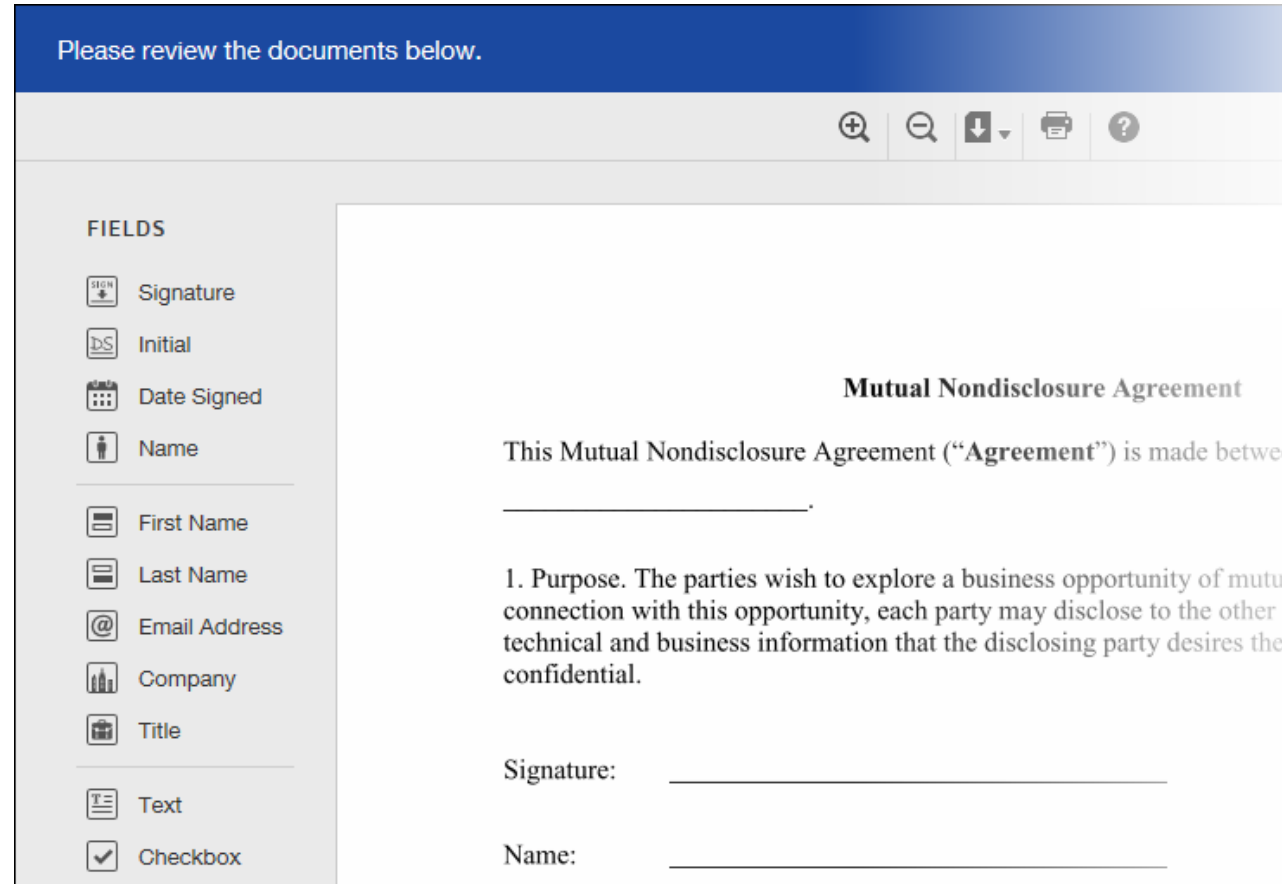 Please review the documents below.
FIELDS
SIGN
Signature
DS
Initial
Date Signed
Name
First Name
Last Name
@
Email Address
Company
Title
T
Text
Checkbox
Mutual Nondisclosure Agreement
This Mutual Nondisclosure Agreement (“Agreement”) is made betwe
.
1. Purpose. The parties wish to explore a business opportunity of mutu
connection with this opportunity, each party may disclose to the other
technical and business information that the disclosing party desires the
confidential.
Signature:
Name: